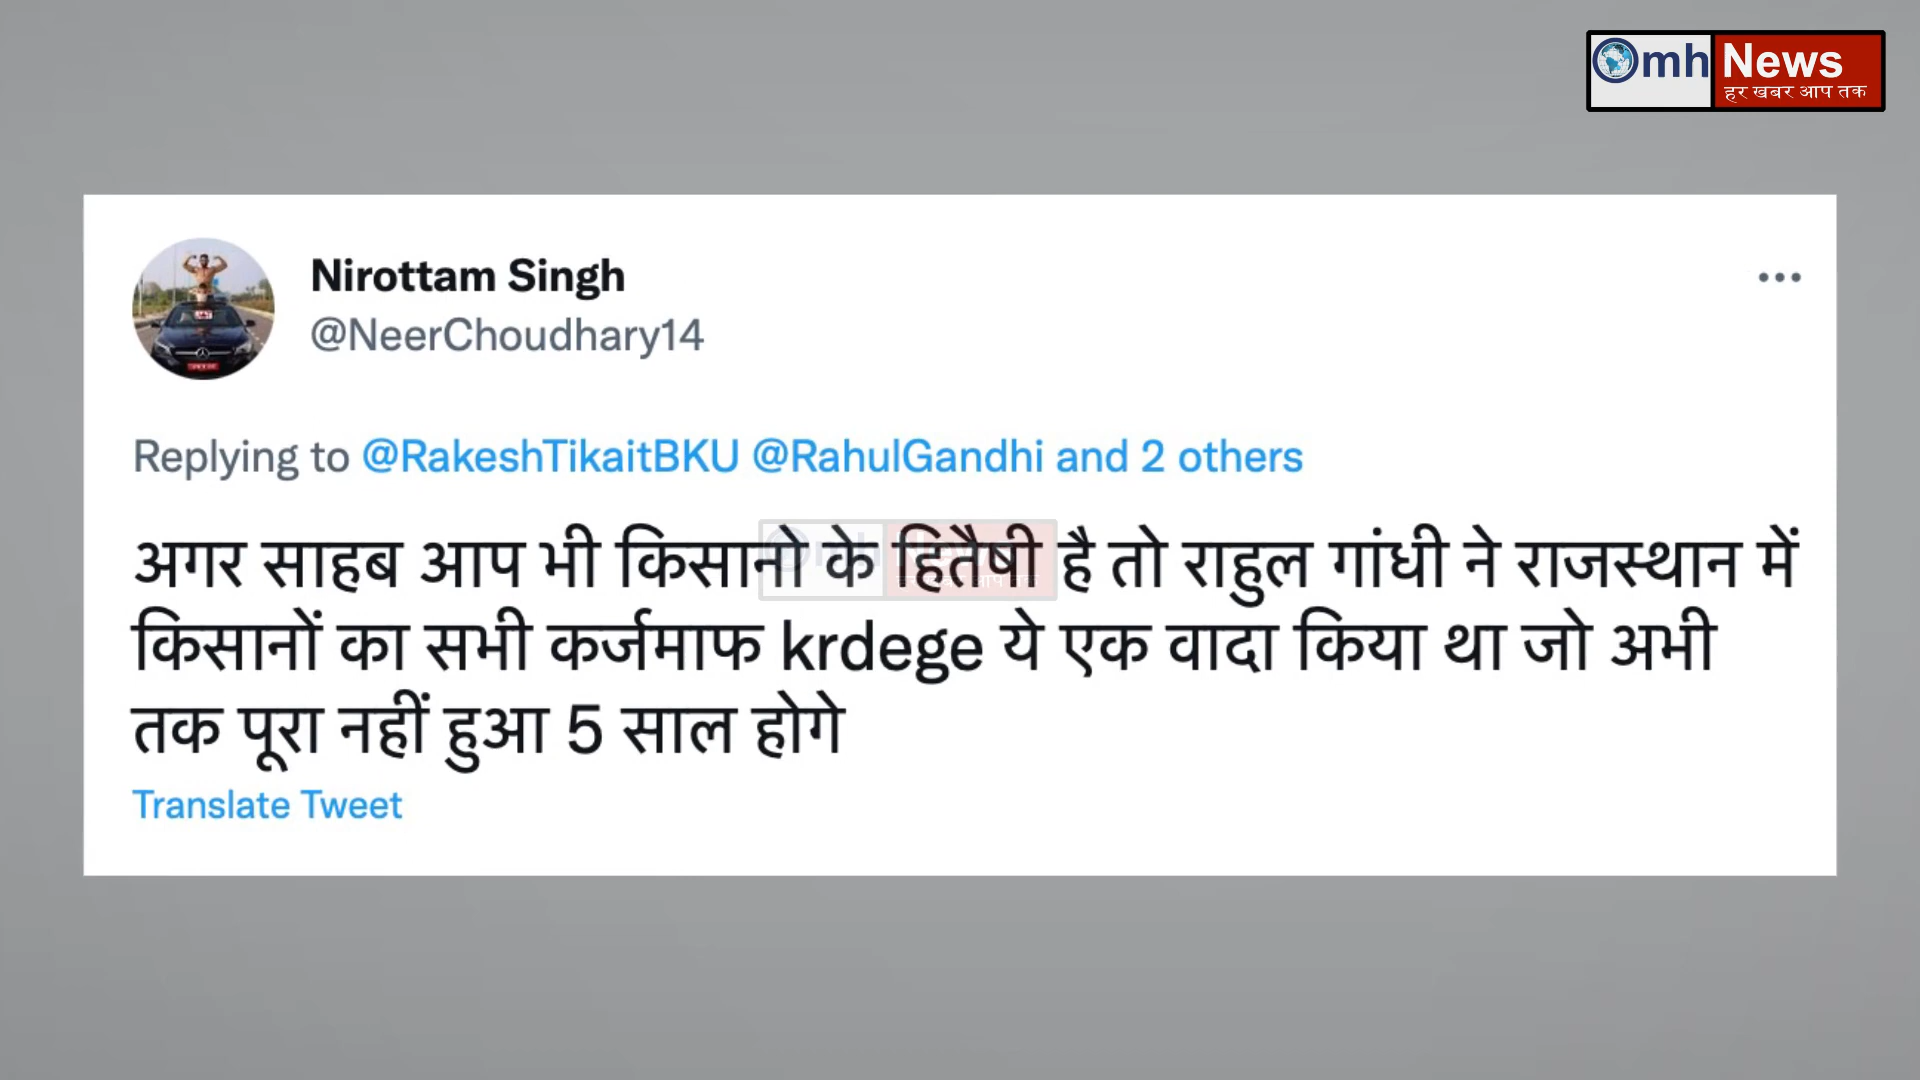 Omh News
हर खबर आप तक
Nirottam Singh
@NeerChoudhary14
Replying to @RakeshTikaitBKU @RahulGandhi and 2 others
अगर साहब आप भी किसानो के हितैषी है तो राहुल गांधी ने राजस्थान में
किसानों का सभी कर्जमाफ krdege ये एक वादा किया था जो अभी
तक पूरा नहीं हुआ 5 साल होगे
Translate Tweet